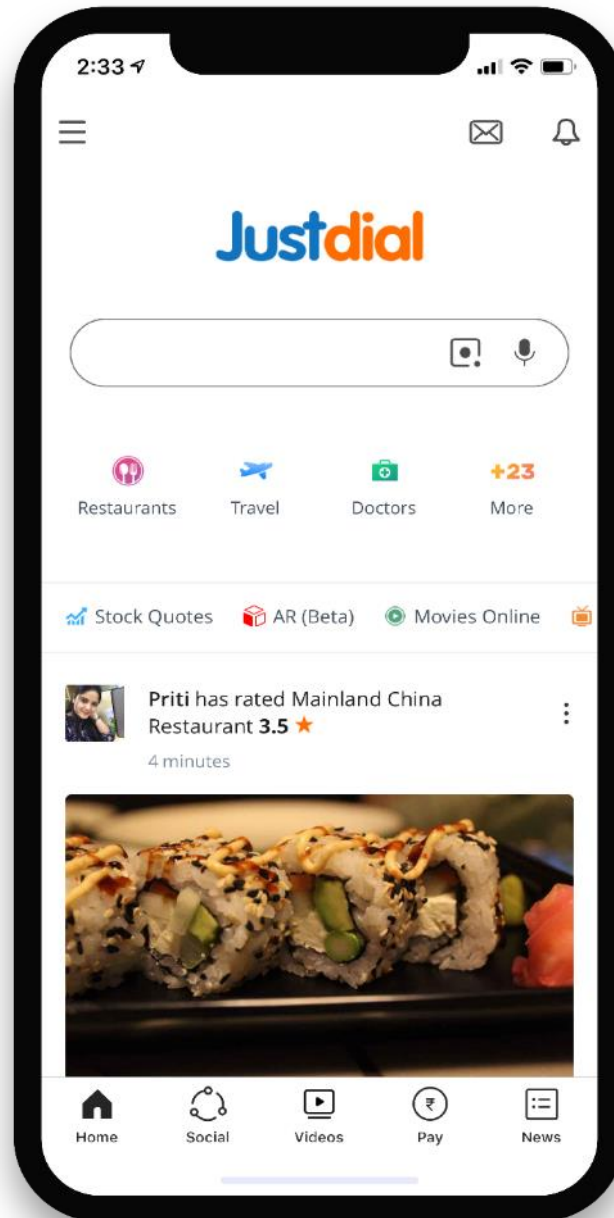 2:33
Justdial
Restaurants
Travel
Doctors
+23
More
Stock Quotes
AR (Beta)
Movies Online
Priti has rated Mainland China
Restaurant 3.5 ★
4 minutes
Home
Social
Videos
₹
Pay
News